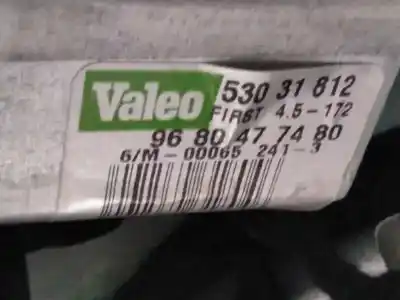 Valeo 530 31 812
FIRST 4.5-172
96 80 47 74 80
6/M-00065 241-3